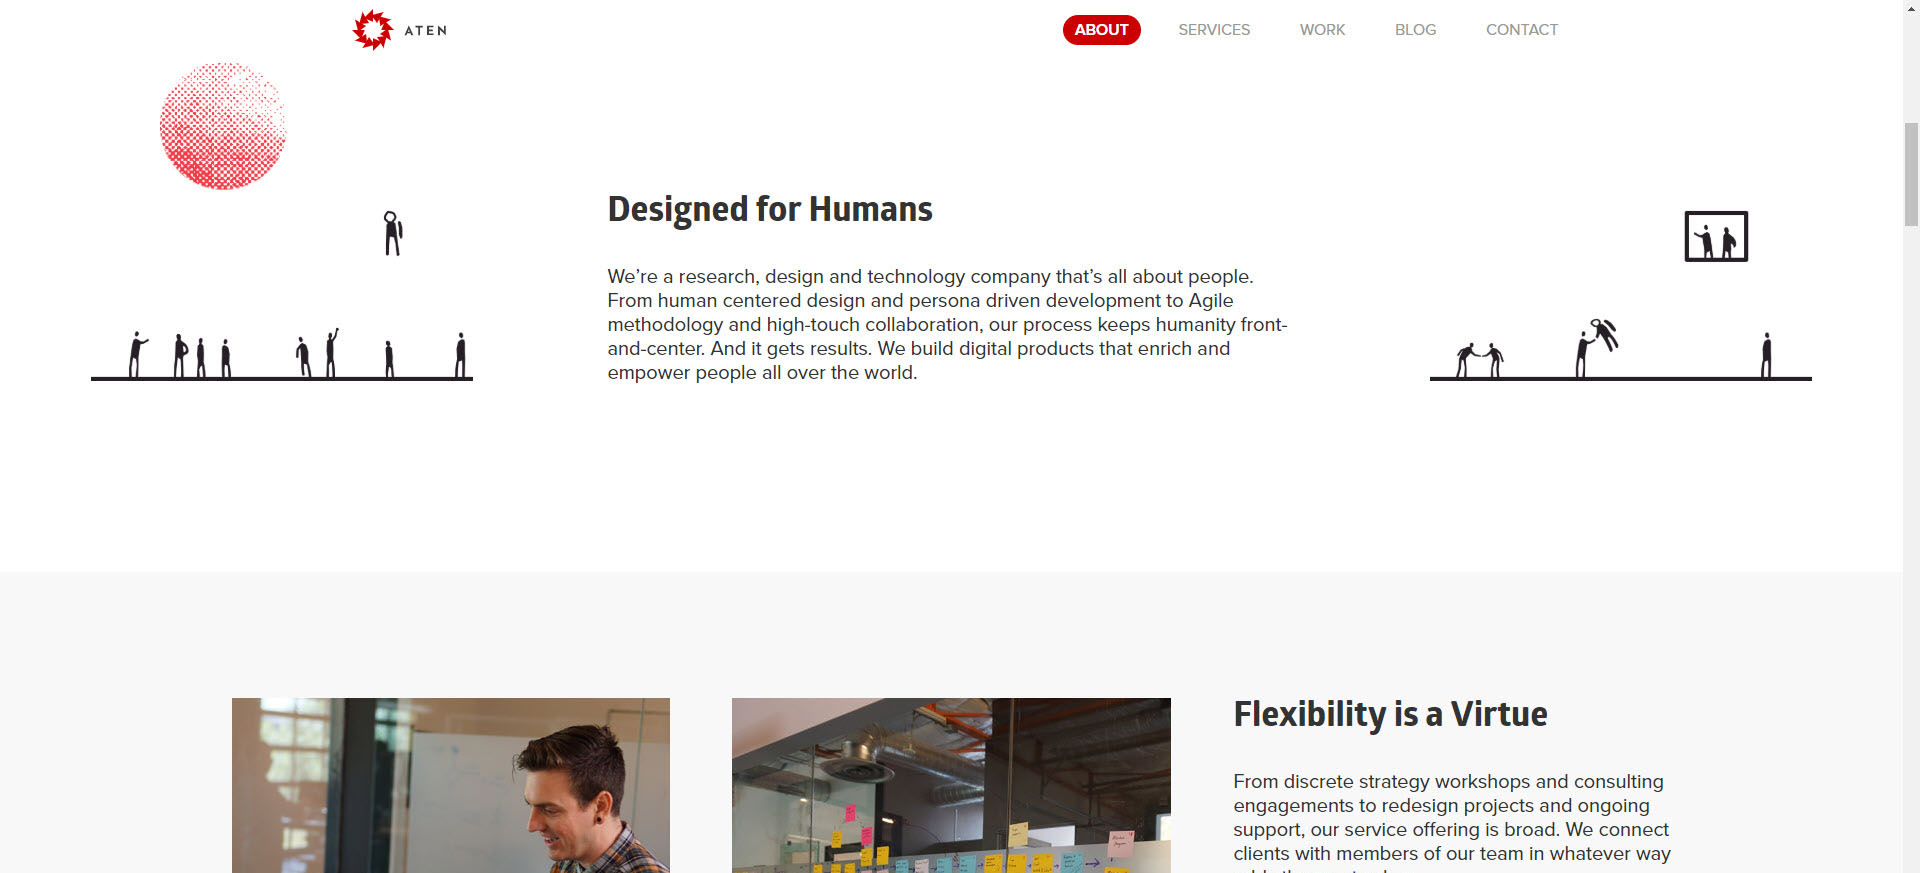 ATEN
ABOUT
SERVICES
WORK
BLOG
CONTACT
Designed for Humans
We’re a research, design and technology company that’s all about people.
From human centered design and persona driven development to Agile
methodology and high-touch collaboration, our process keeps humanity front-
and-center. And it gets results. We build digital products that enrich and
empower people all over the world.
Flexibility is a Virtue
From discrete strategy workshops and consulting
engagements to redesign projects and ongoing
support, our service offering is broad. We connect
clients with members of our team in whatever way